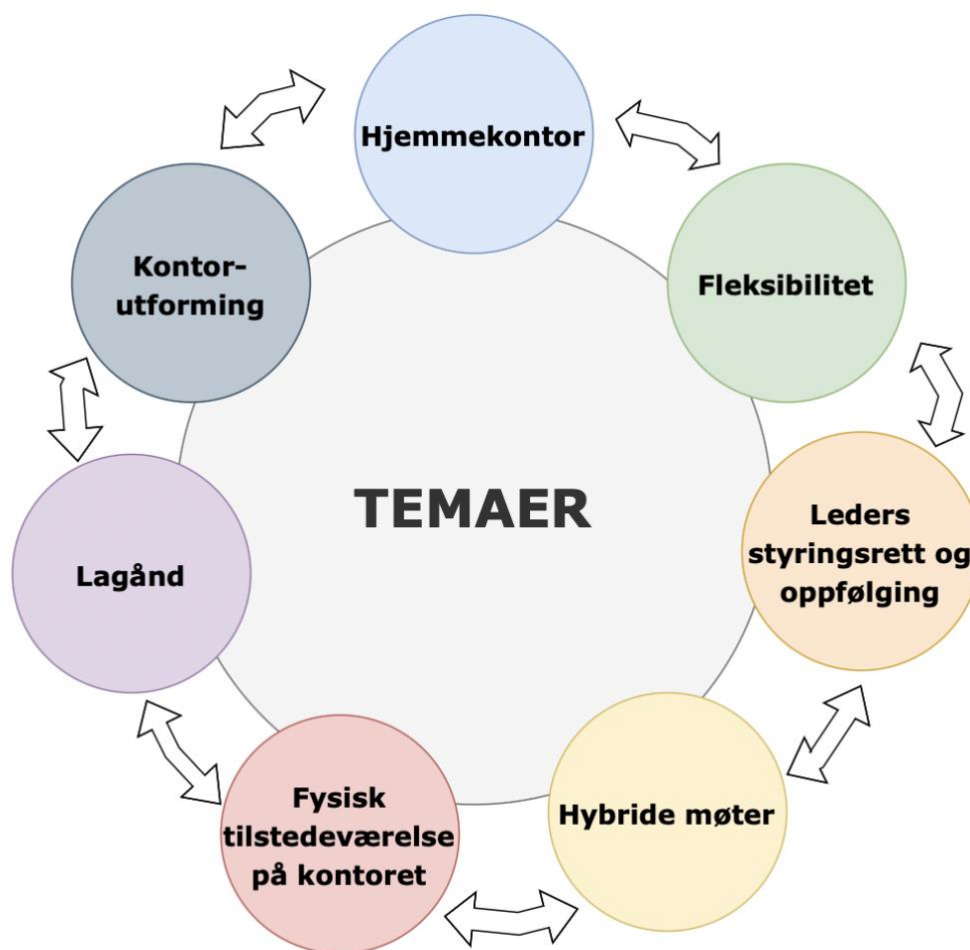 Hjemmekontor
Fleksibilitet
Leders
styringsrett og
oppfølging
Hybride møter
Fysisk
tilstedeværelse
på kontoret
Lagånd
Kontor-
utforming
TEMAER